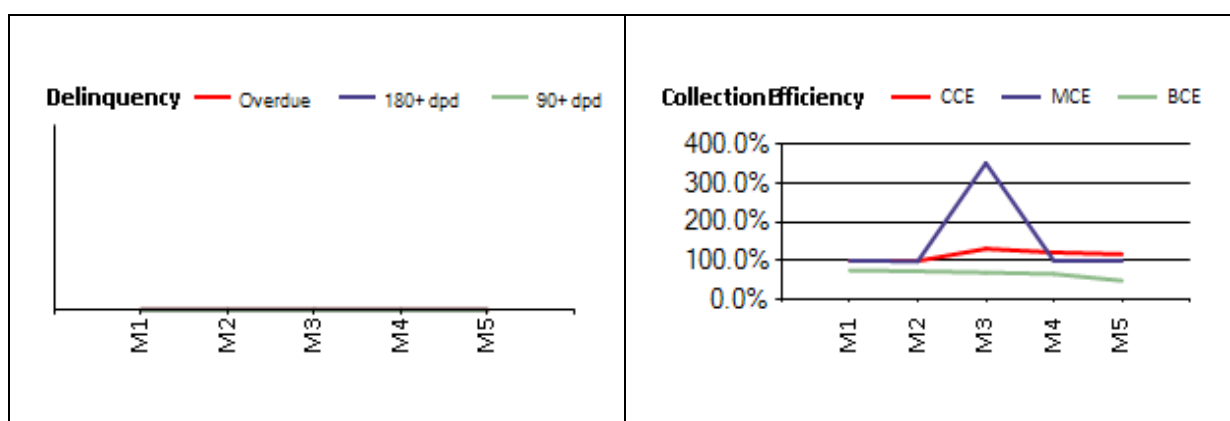 Delinquency Overdue 180+ dpd 90+ dpd
M1 M2 M3 M4 M5
Collection Efficiency CCE MCE BCE
400.0%
300.0%
200.0%
100.0%
0.0%
M1 M2 M3 M4 M5